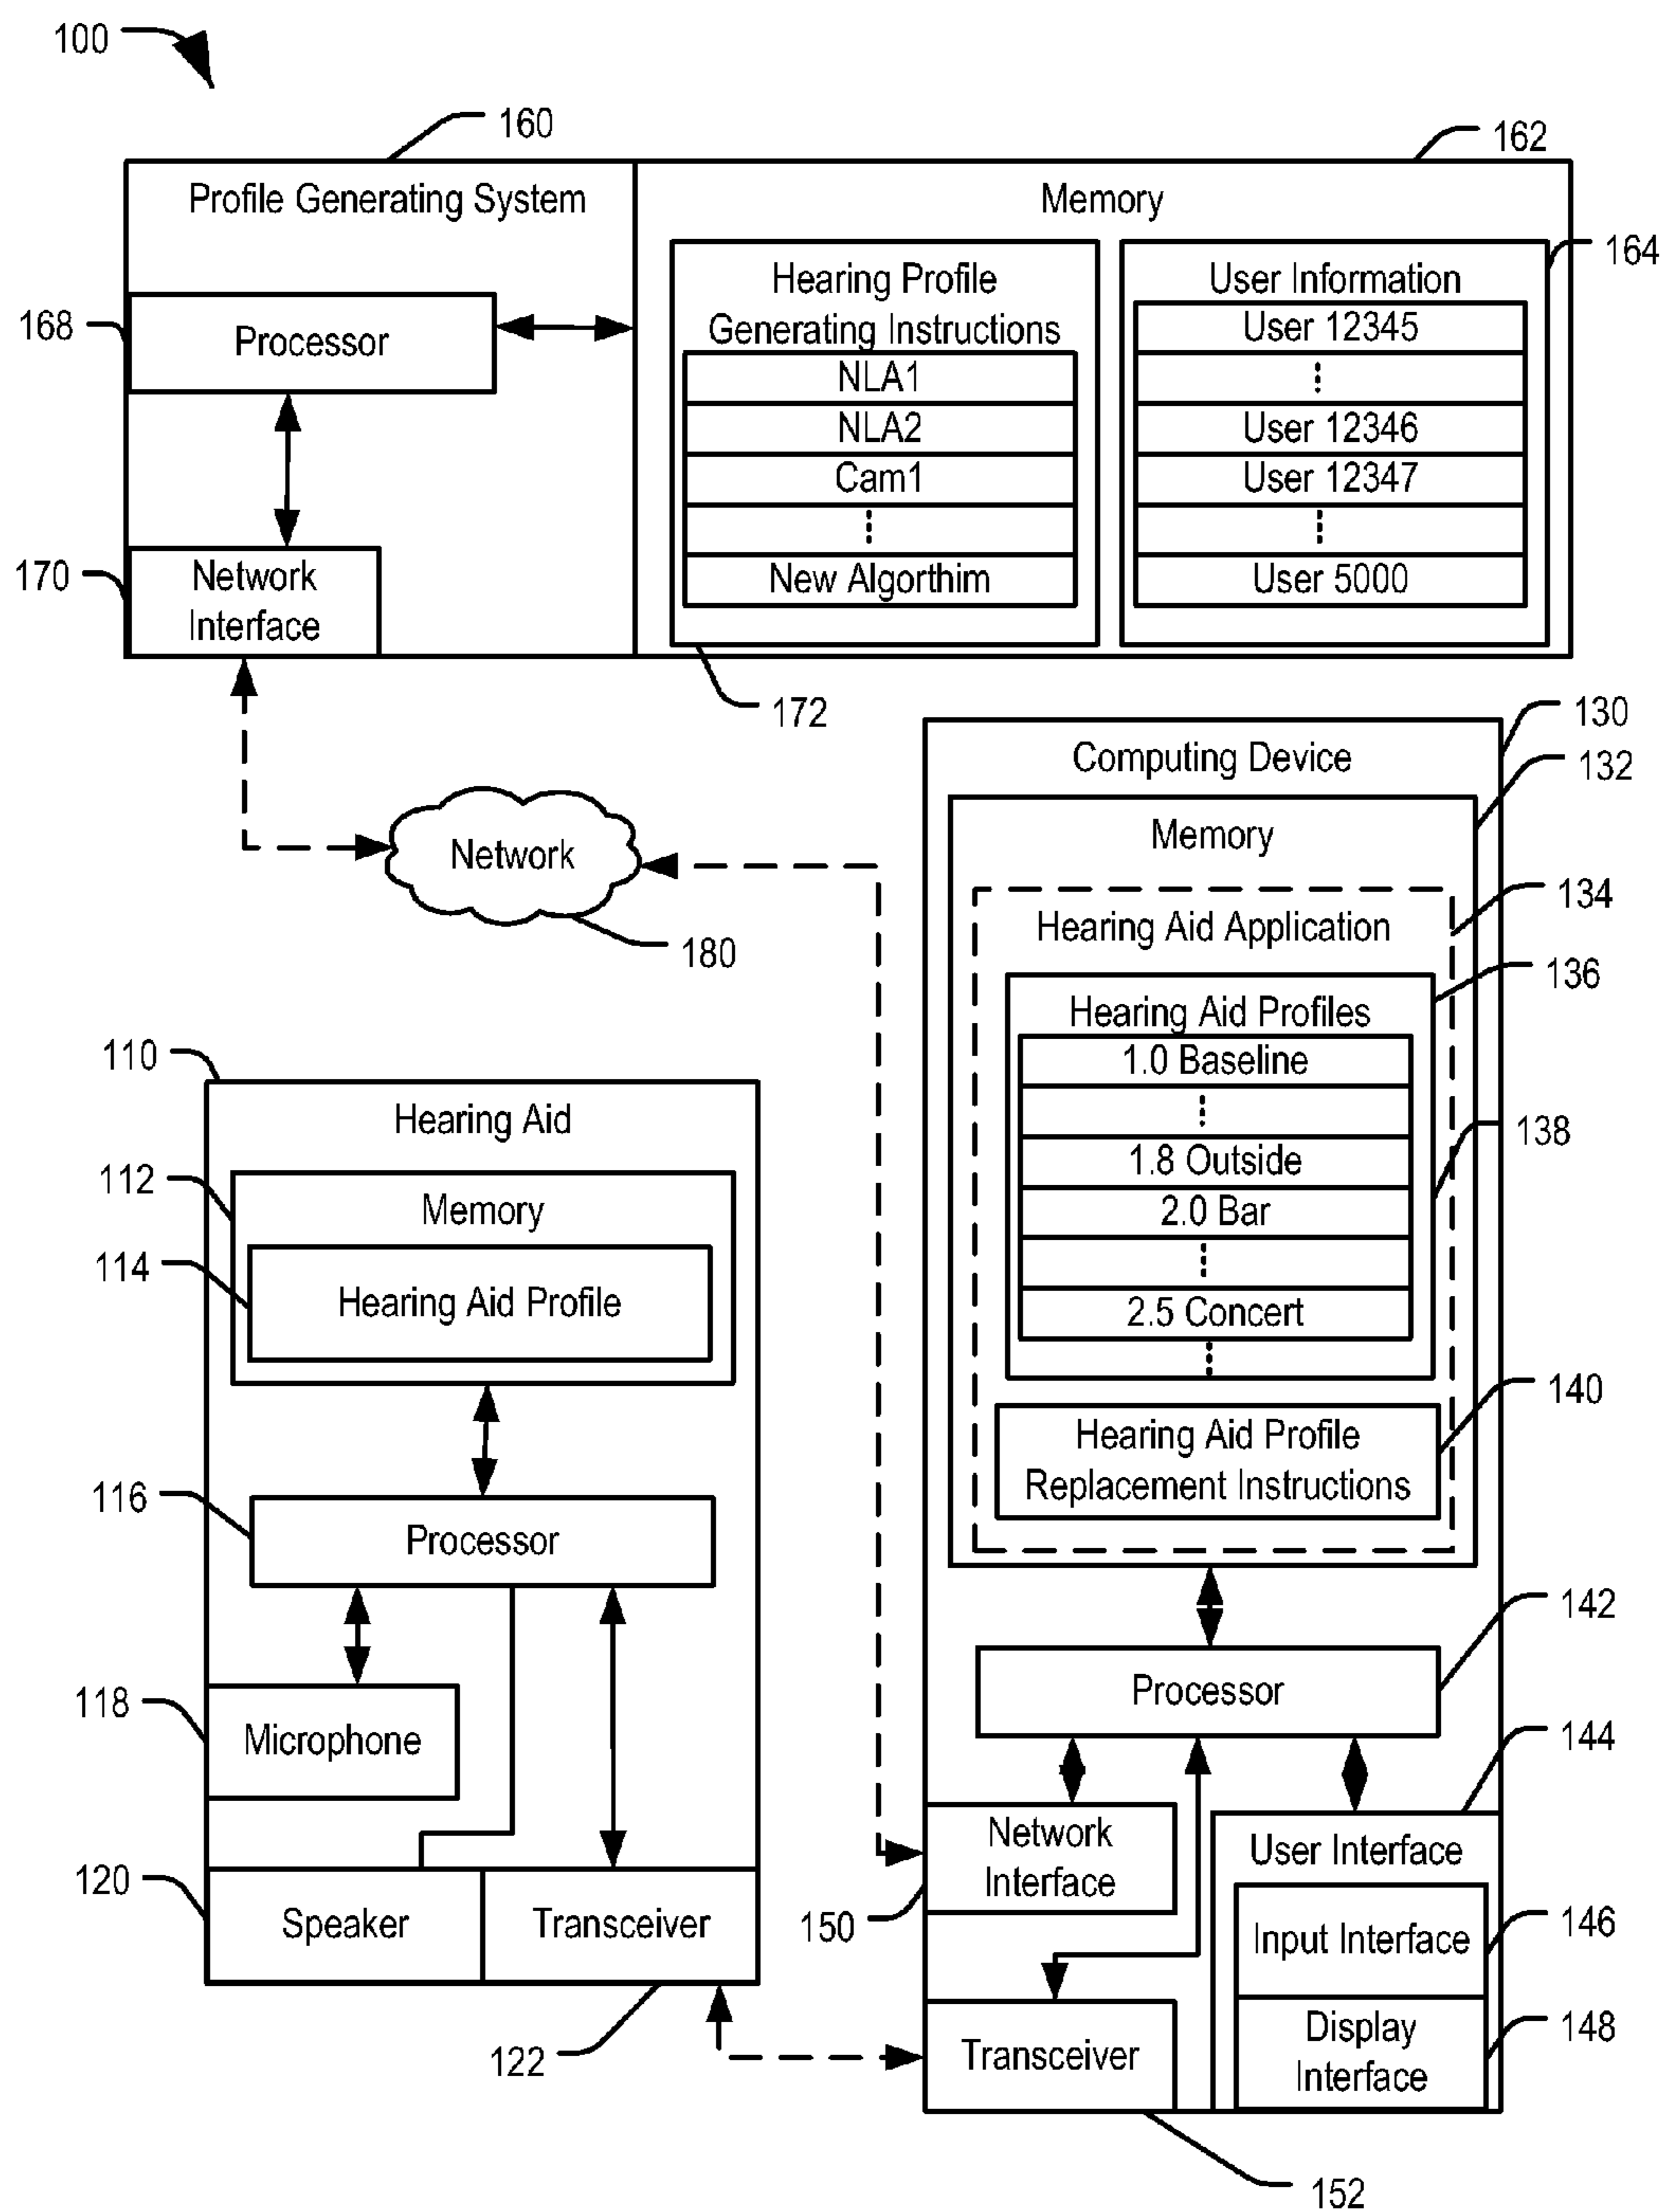 100
160
162
Profile Generating System
Memory
164
Hearing Profile
Generating Instructions
User Information
168
Processor
NLA1
NLA2
Cam1
⋮
New Algorthim
User 12345
⋮
User 12346
User 12347
⋮
User 5000
170
Network
Interface
172
130
Computing Device
132
Memory
Network
180
134
Hearing Aid Application
136
Hearing Aid Profiles
1.0 Baseline
⋮
138
1.8 Outside
2.0 Bar
⋮
2.5 Concert
⋮
140
Hearing Aid Profile
Replacement Instructions
110
Hearing Aid
112
Memory
114
Hearing Aid Profile
116
Processor
118
Microphone
120
Speaker
Transceiver
122
142
Processor
144
Network
Interface
150
User Interface
Input Interface
146
Display
Interface
148
Transceiver
152